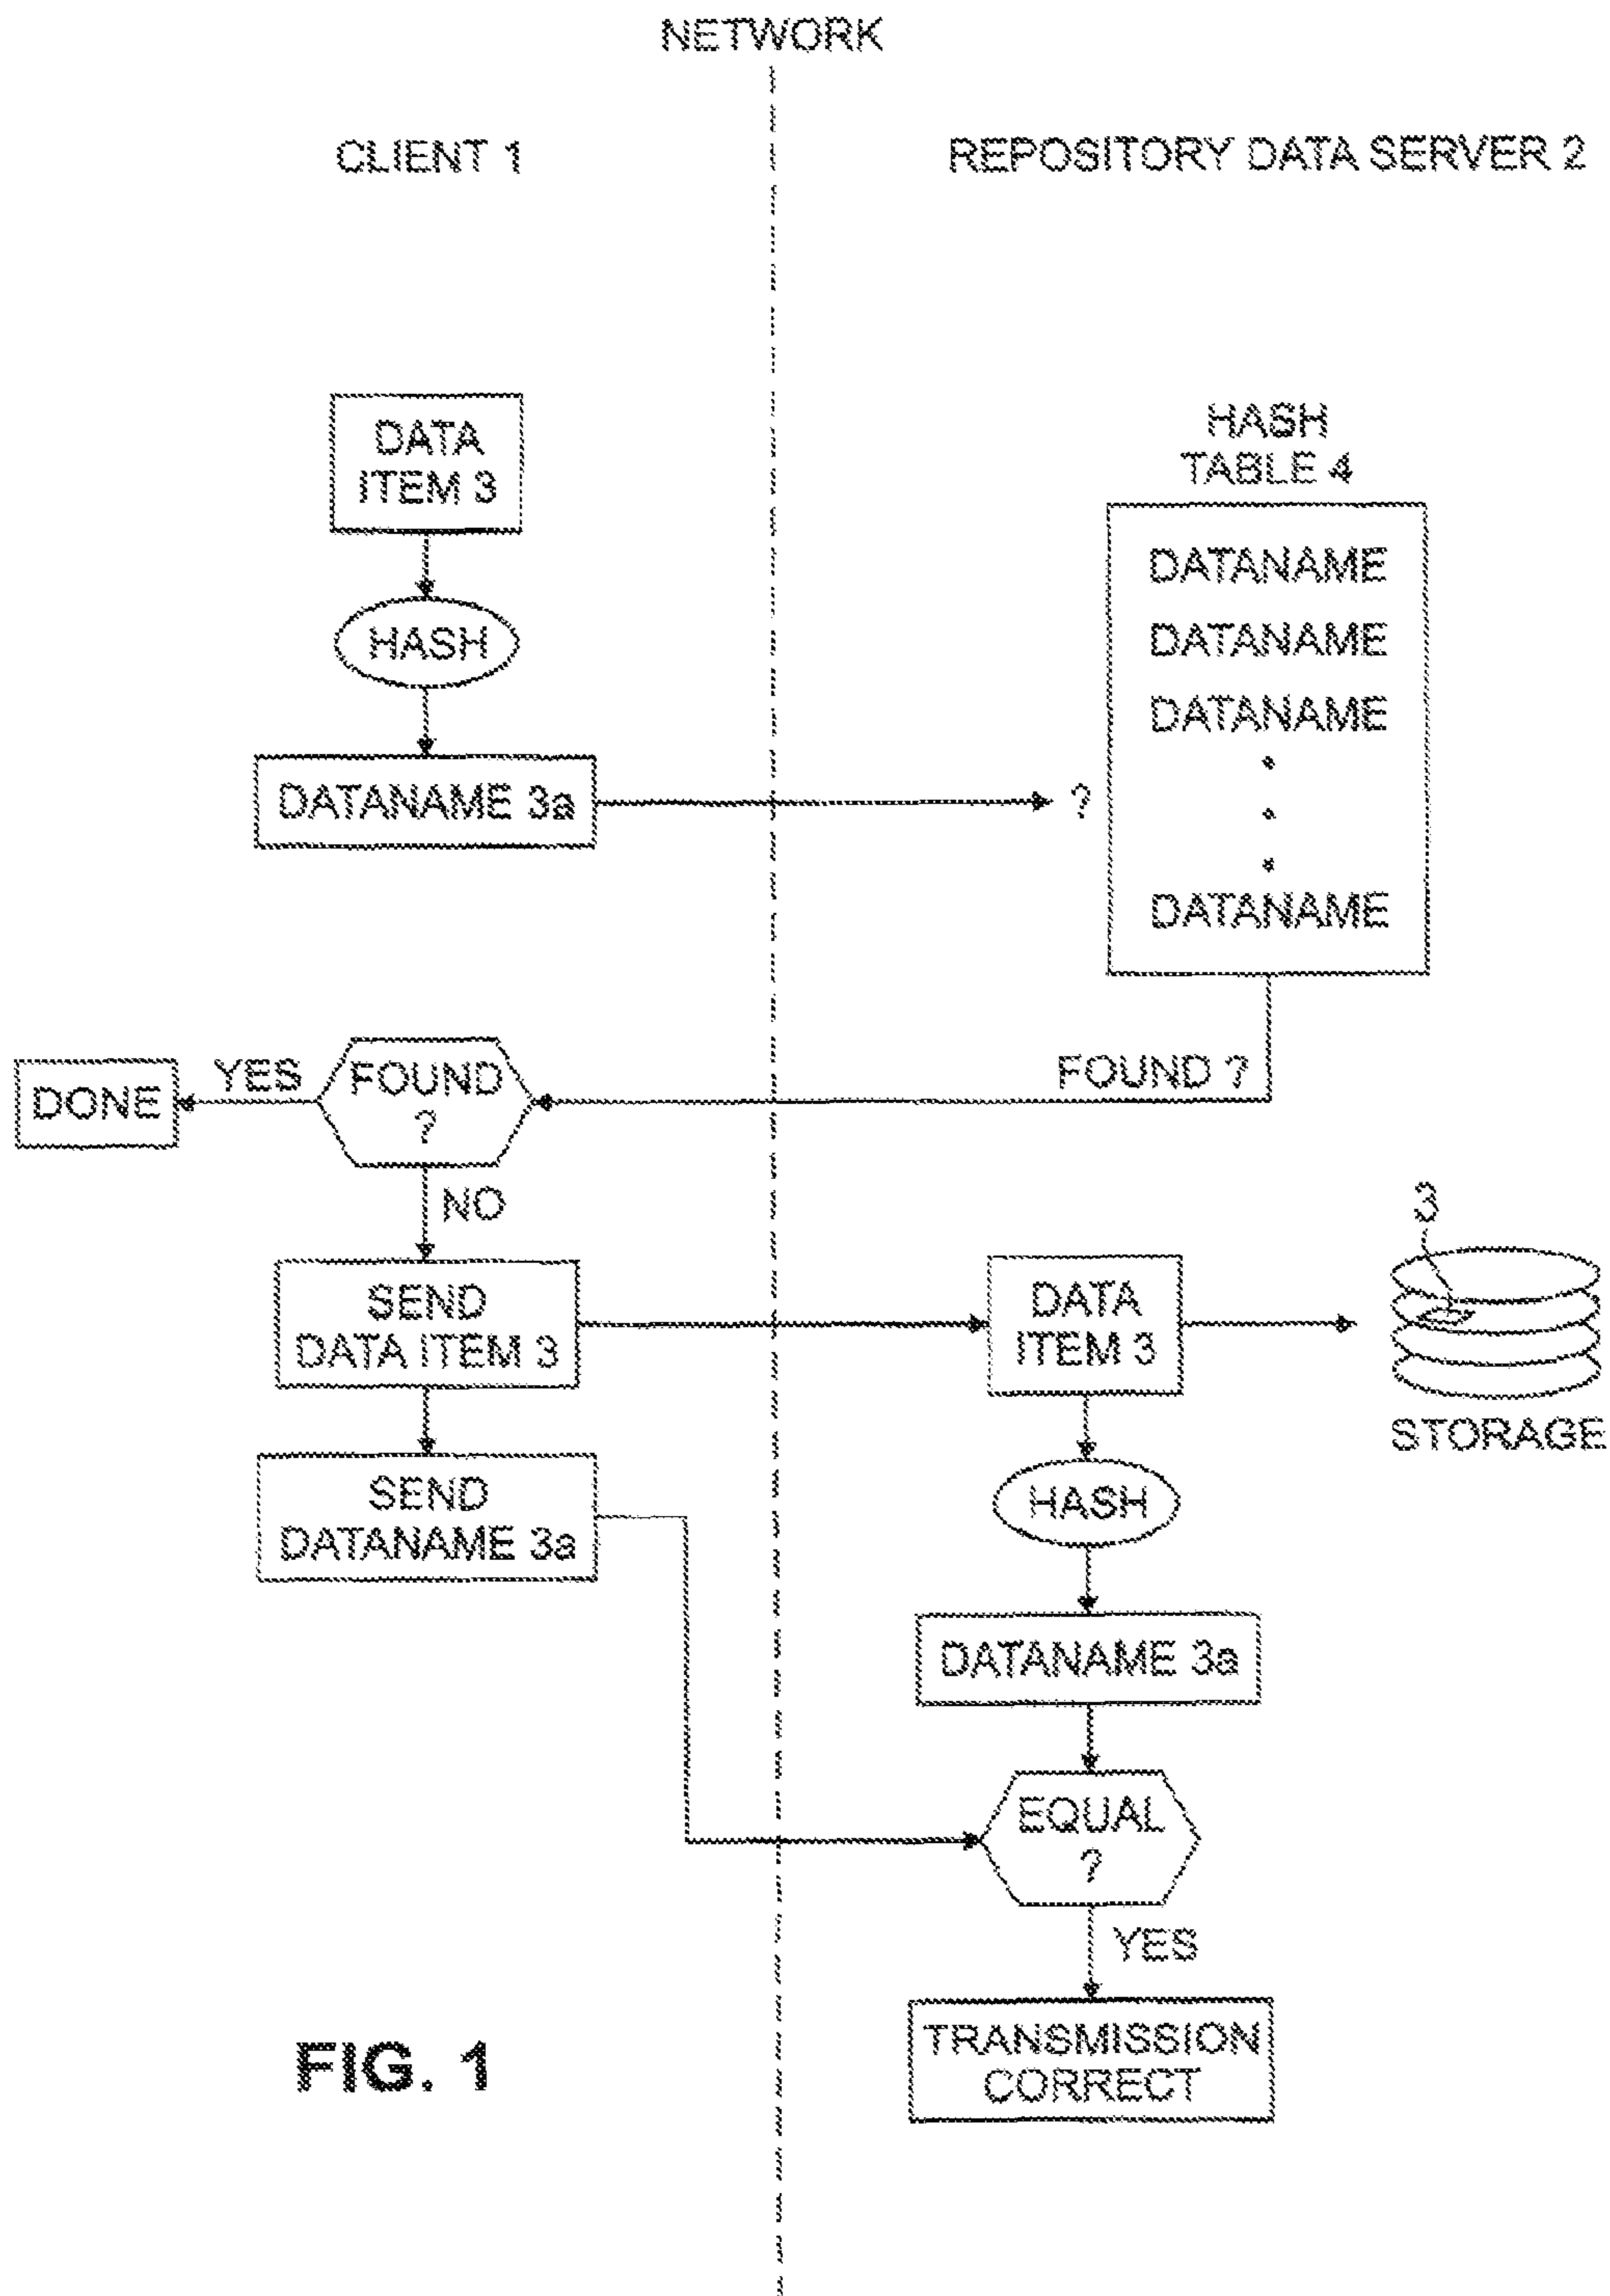 NETWORK
CLIENT 1
REPOSITORY DATA SERVER 2
DATA
ITEM 3
HASH
DATANAME 3a
?
HASH
TABLE 4
DATANAME
DATANAME
DATANAME
DATANAME
FOUND ?
FOUND
?
YES
DONE
NO
SEND
DATA ITEM 3
DATA
ITEM 3
3
STORAGE
SEND
DATANAME 3a
HASH
DATANAME 3a
EQUAL
?
YES
TRANSMISSION
CORRECT
FIG. 1